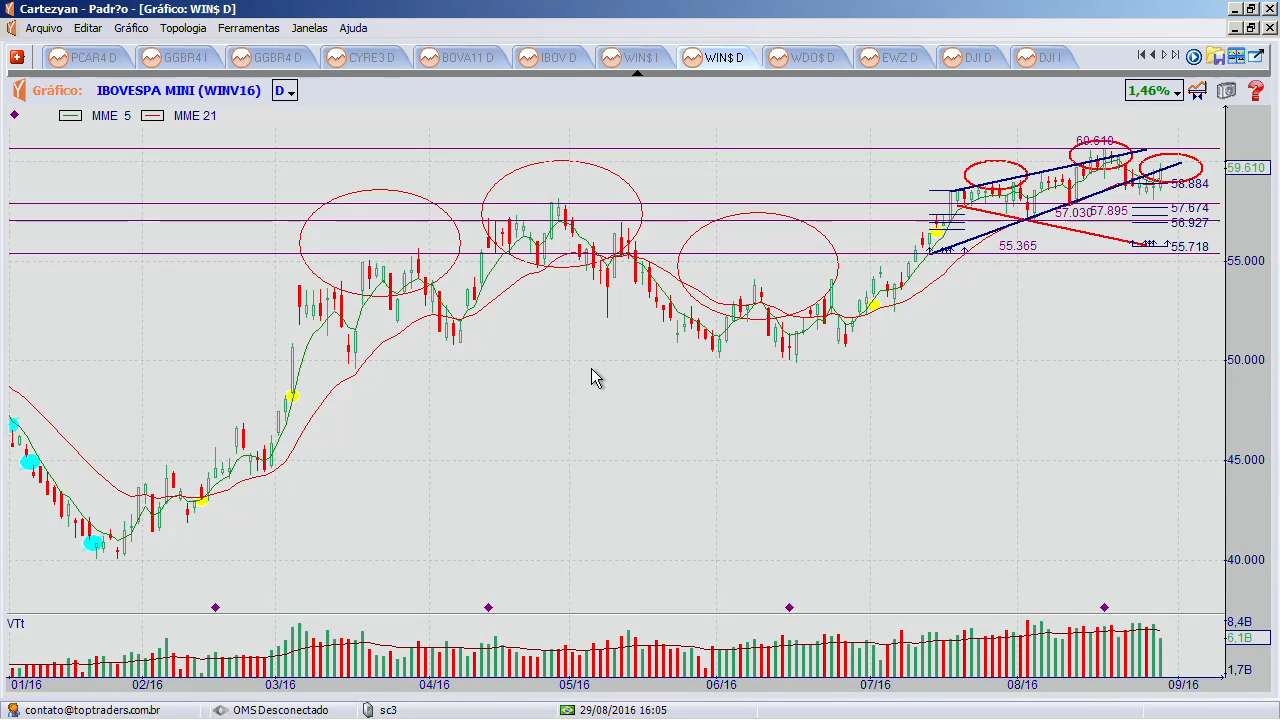 Cartezyan - Padr?o - [Gráfico: WIN$ D]
Arquivo Editar Gráfico Topologia Ferramentas Janelas Ajuda
PCAR4 D GGBR4 I GGBR4 D CYRE3 D BOVA11 D IBOV D WIN$ I WIN$ D WDO$ D EWZ D DJI D DJI I
Gráfico: IBOVESPA MINI (WINV16) D 1,46%
MME 5 MME 21
60.610
59.610
58.884
57.674
57.030 57.895
56.927
55.365 55.718
55.000
50.000
45.000
40.000
VTt
8,4B
6,1B
1,7B
01/16 02/16 03/16 04/16 05/16 06/16 07/16 08/16 09/16
contato@toptraders.com.br OMS Desconectado sc3 29/08/2016 16:05